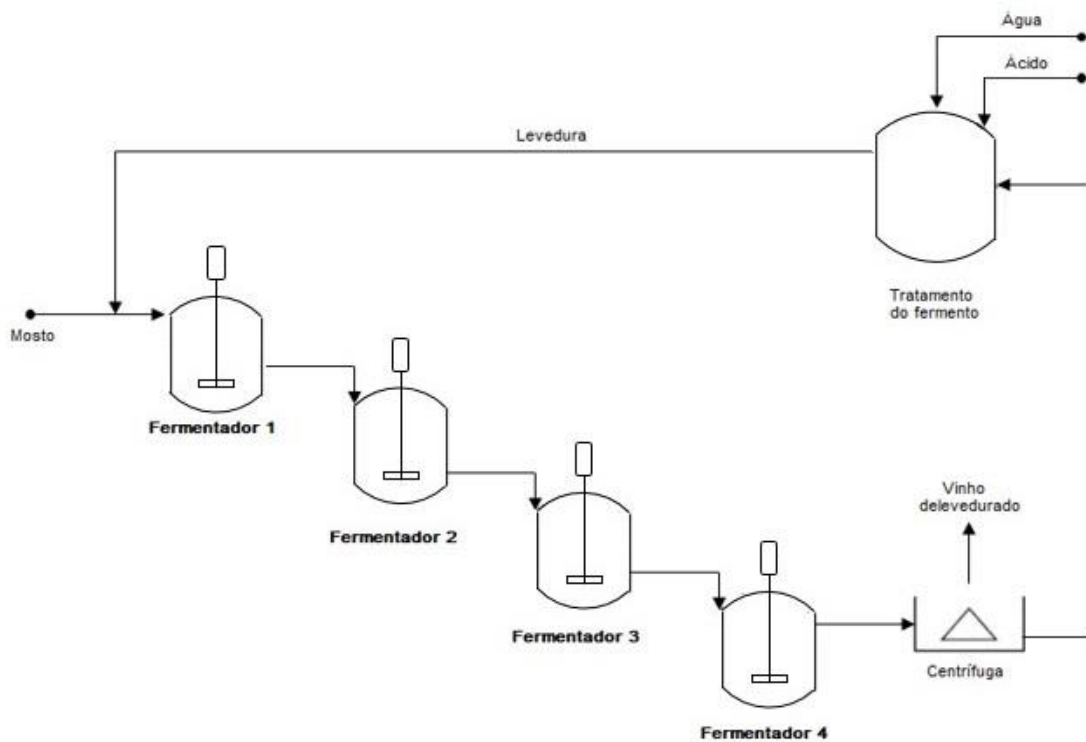 Água
Ácido
Levedura
Tratamento
do fermento
Mosto
Fermentador 1
Fermentador 2
Fermentador 3
Fermentador 4
Vinho
delevedurado
Centrífuga